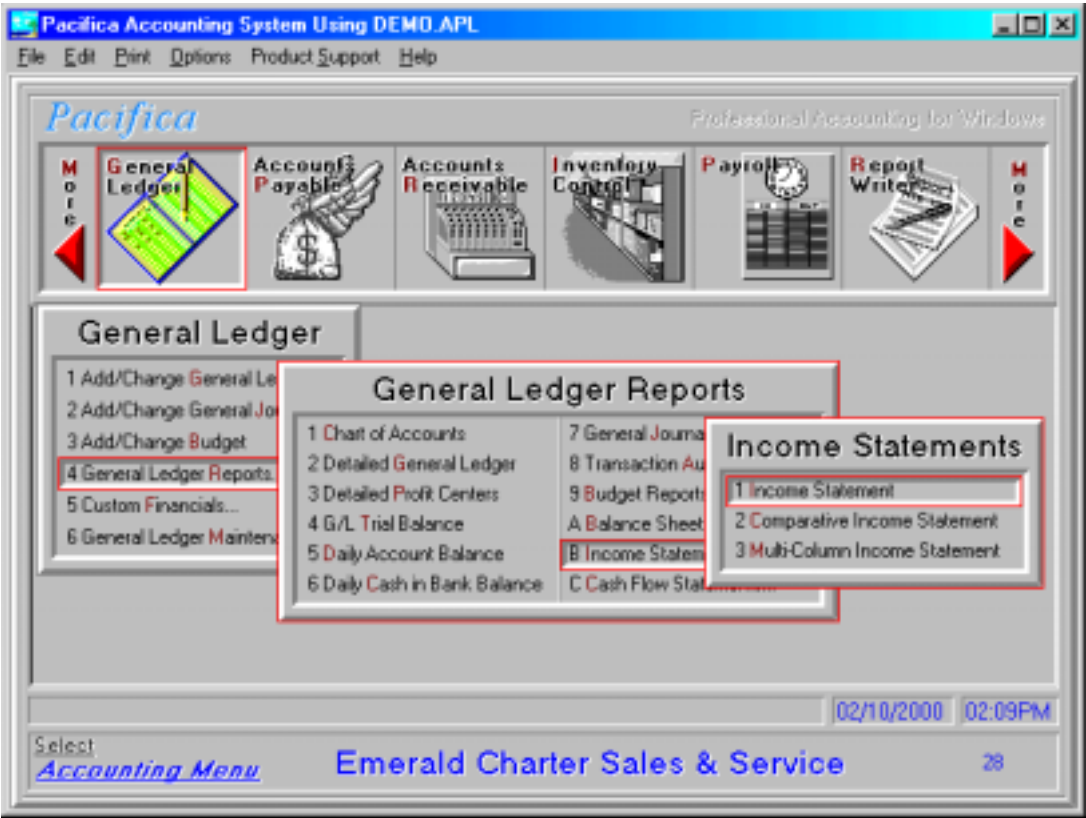 Pacifica Accounting System Using DEMO.APL
File Edit Print Options Product Support Help
Pacifica
Professional Accounting for Windows
More
General Ledger
Accounts Payable
Accounts Receivable
Inventory Control
Payroll
Report Writer
More
General Ledger
1 Add/Change General Le
2 Add/Change General Jou
3 Add/Change Budget
4 General Ledger Reports...
5 Custom Financials...
6 General Ledger Maintena
General Ledger Reports
1 Chart of Accounts
2 Detailed General Ledger
3 Detailed Profit Centers
4 G/L Trial Balance
5 Daily Account Balance
6 Daily Cash in Bank Balance
7 General Journa
8 Transaction Au
9 Budget Reports
A Balance Sheet
B Income Statem
C Cash Flow Statements...
Income Statements
1 Income Statement
2 Comparative Income Statement
3 Multi-Column Income Statement
02/10/2000 02:09PM
Select
Accounting Menu
Emerald Charter Sales & Service
28